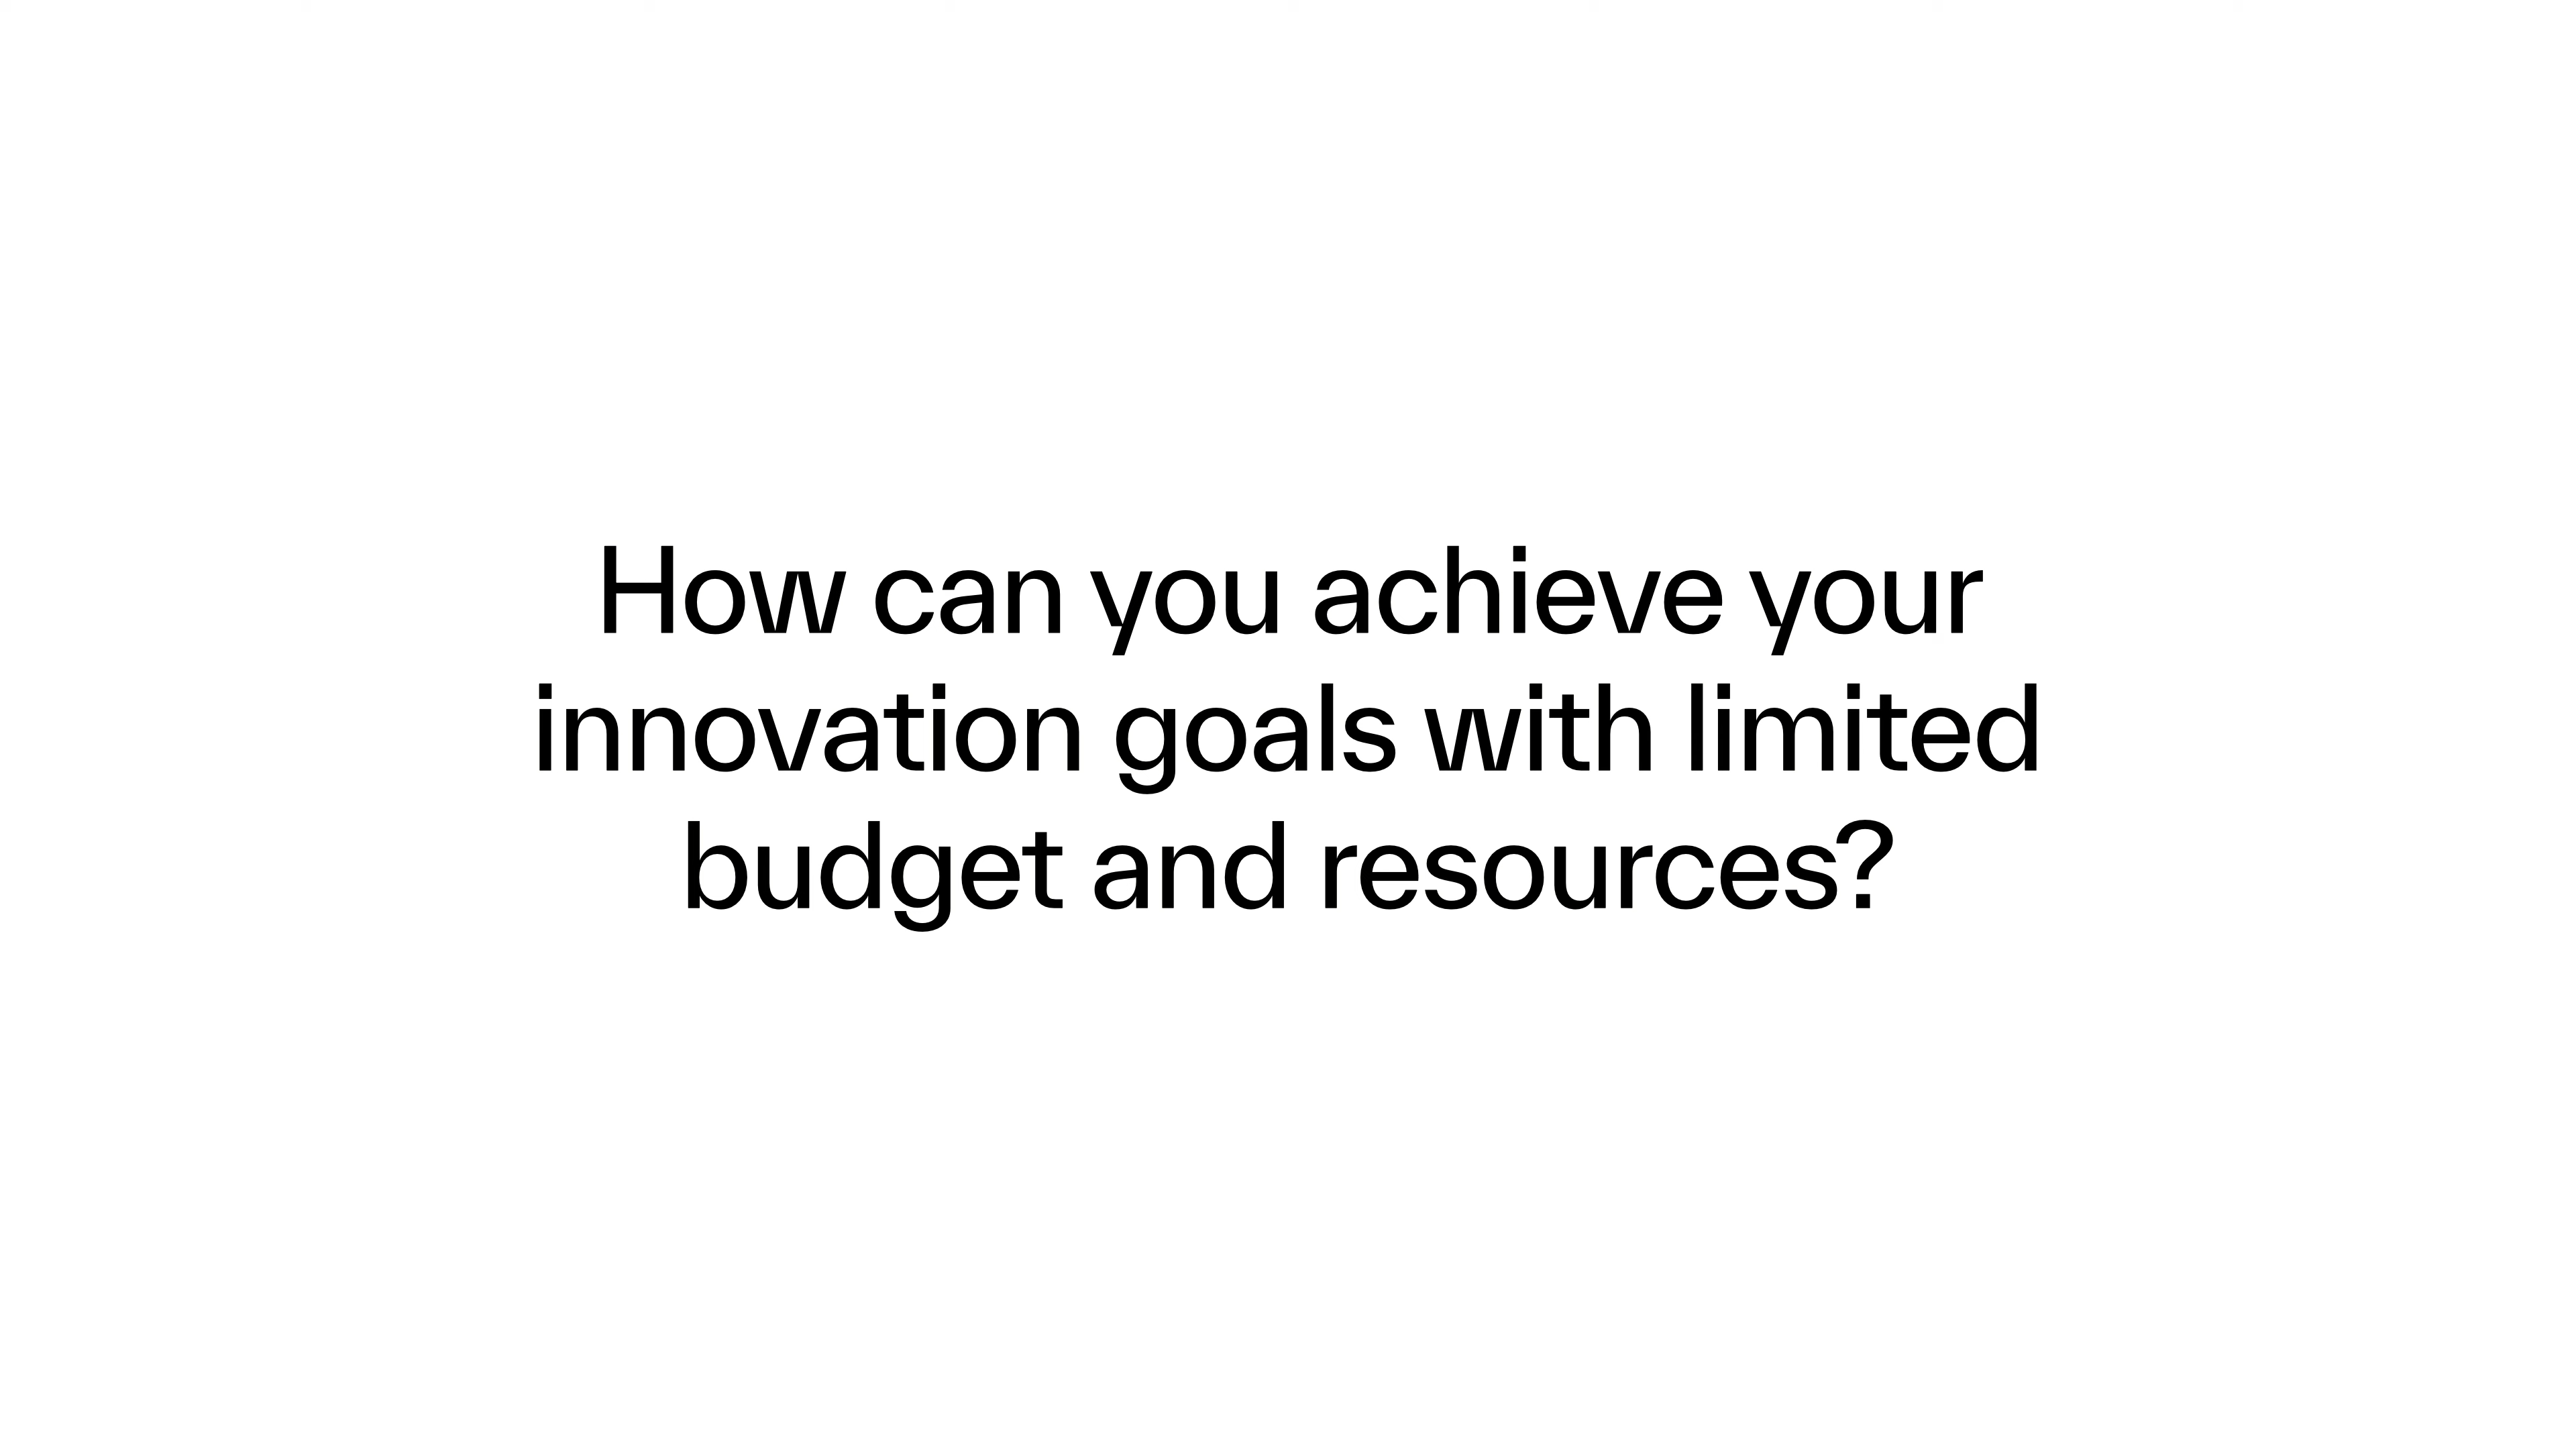 How can you achieve your
innovation goals with limited
budget and resources?